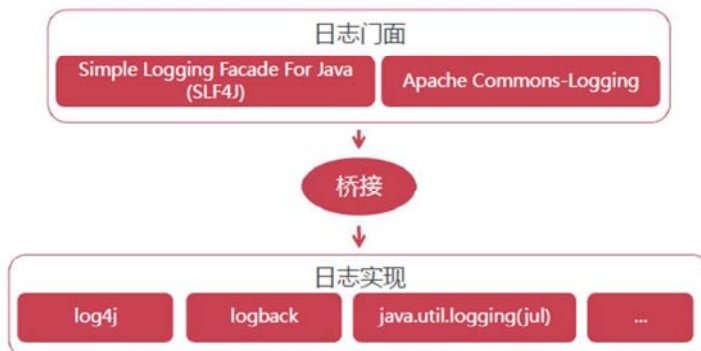 日志门面
Simple Logging Facade For Java
(SLF4J)
Apache Commons-Logging
桥接
日志实现
log4j
logback
java.util.logging(jul)
...